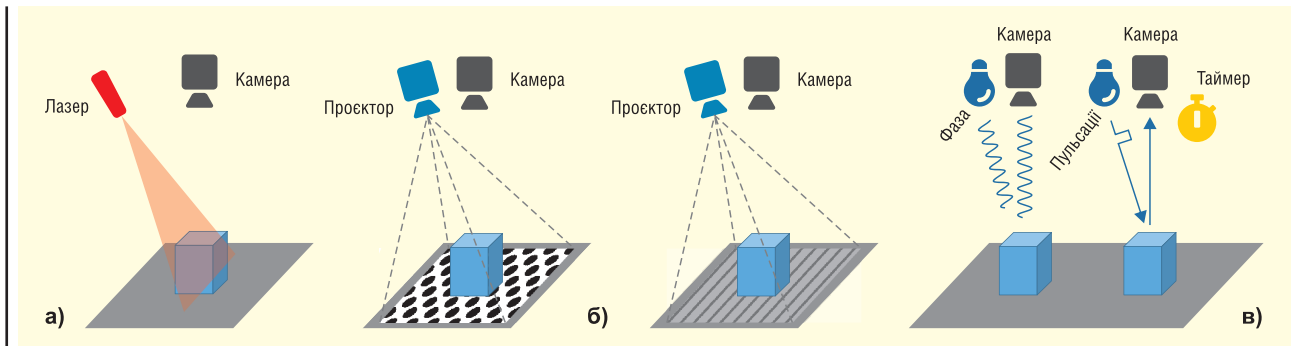 Лазер
Камера
а)
Проєктор
Камера
б)
Проєктор
Камера
Камера
Фаза
Камера
Пульсації
Таймер
в)